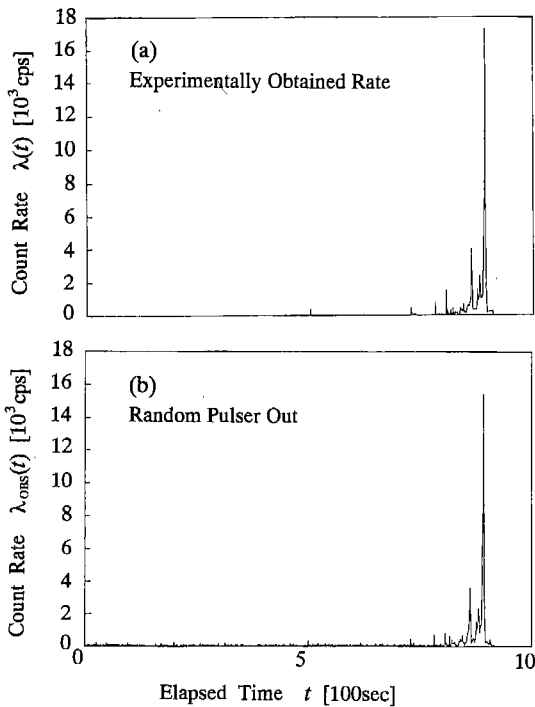 18
16
14
12
10
8
6
4
2
0
Count Rate λ(t) [10³cps]
(a)
Experimentally Obtained Rate
18
16
14
12
10
8
6
4
2
0
Count Rate λOBS(t) [10³cps]
(b)
Random Pulser Out
0 5 10
Elapsed Time t [100sec]